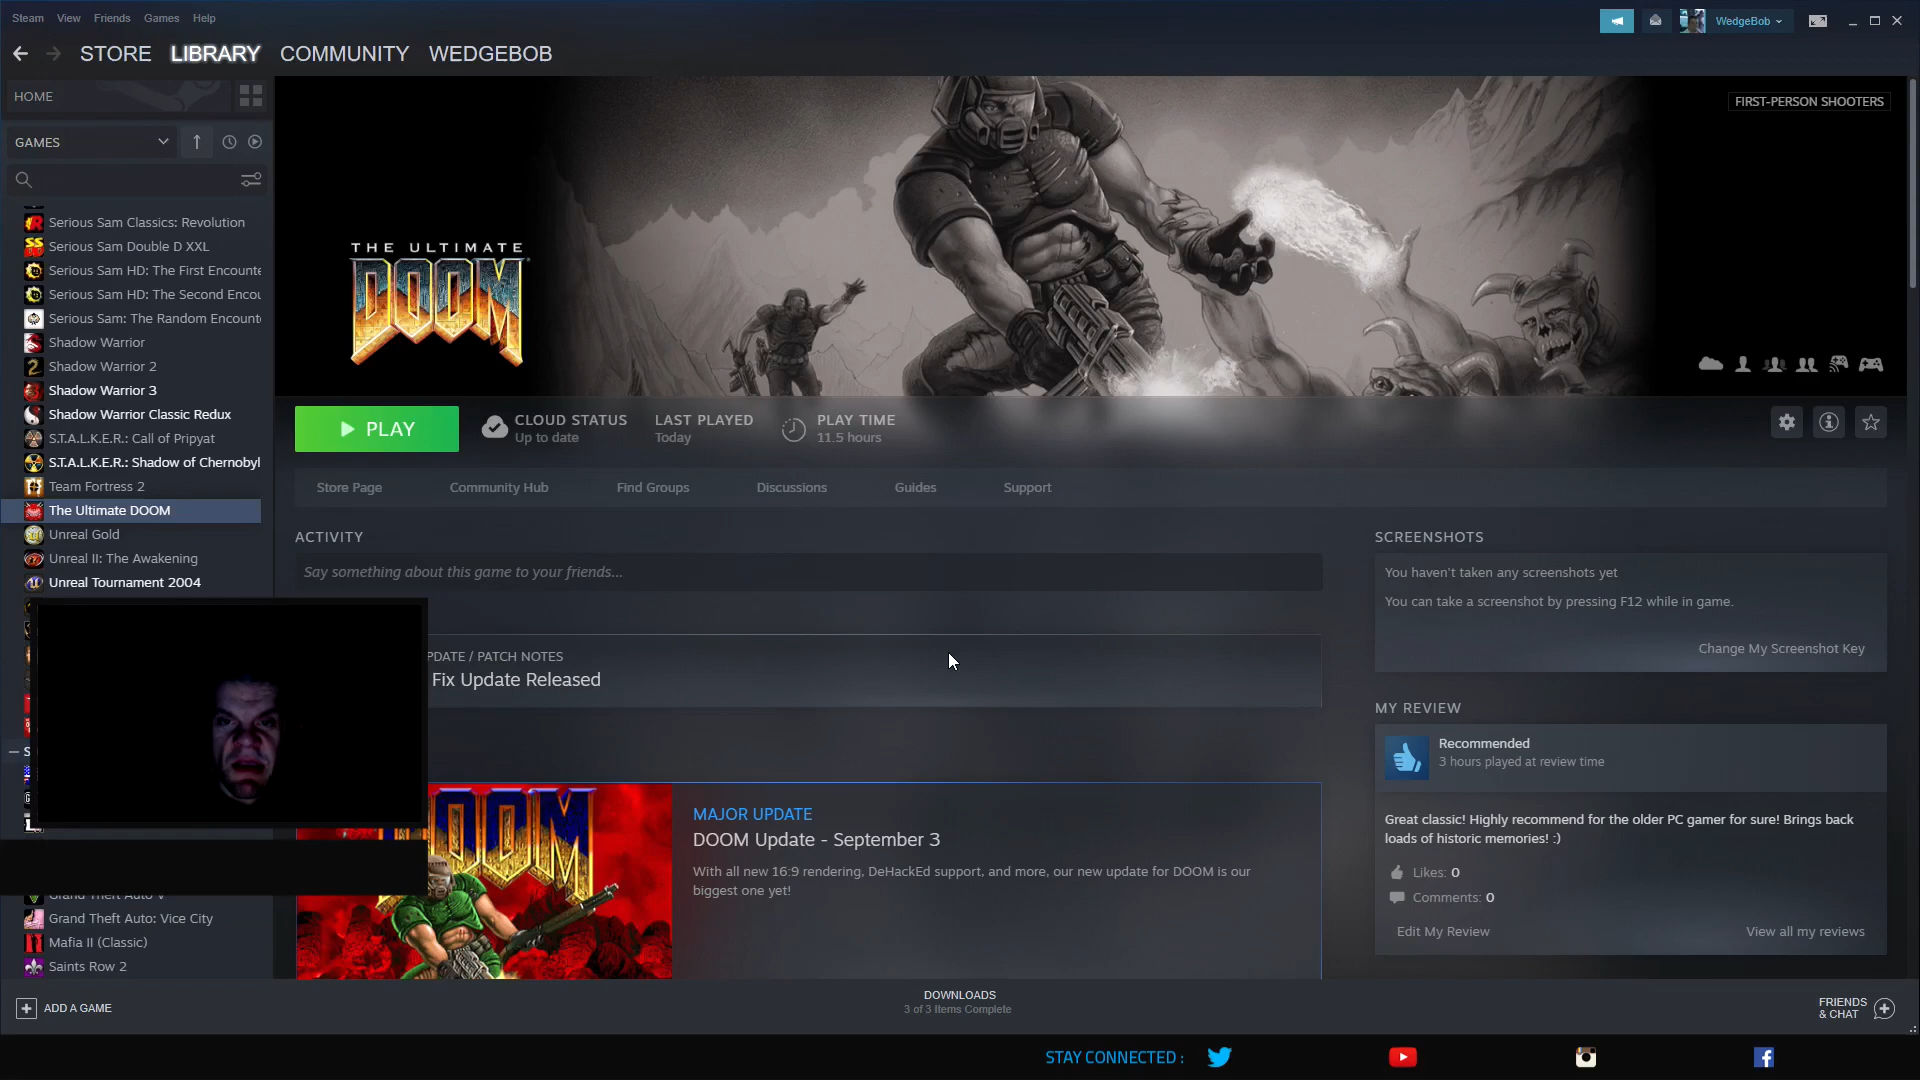 Steam View Friends Games Help
WedgeBob
STORE LIBRARY COMMUNITY WEDGEBOB
HOME
GAMES
Serious Sam Classics: Revolution
Serious Sam Double D XXL
Serious Sam HD: The First Encounte
Serious Sam HD: The Second Encou
Serious Sam: The Random Encount
Shadow Warrior
Shadow Warrior 2
Shadow Warrior 3
Shadow Warrior Classic Redux
S.T.A.L.K.E.R.: Call of Pripyat
S.T.A.L.K.E.R.: Shadow of Chernobyl
Team Fortress 2
The Ultimate DOOM
Unreal Gold
Unreal II: The Awakening
Unreal Tournament 2004
Grand Theft Auto V
Grand Theft Auto: Vice City
Mafia II (Classic)
Saints Row 2
FIRST-PERSON SHOOTERS
THE ULTIMATE
DOOM
PLAY
CLOUD STATUS
Up to date
LAST PLAYED
Today
PLAY TIME
11.5 hours
Store Page Community Hub Find Groups Discussions Guides Support
ACTIVITY
Say something about this game to your friends...
PDATE / PATCH NOTES
Fix Update Released
DOOM
MAJOR UPDATE
DOOM Update - September 3
With all new 16:9 rendering, DeHackEd support, and more, our new update for DOOM is our
biggest one yet!
SCREENSHOTS
You haven't taken any screenshots yet
You can take a screenshot by pressing F12 while in game.
Change My Screenshot Key
MY REVIEW
Recommended
3 hours played at review time
Great classic! Highly recommend for the older PC gamer for sure! Brings back
loads of historic memories! :)
Likes: 0
Comments: 0
Edit My Review View all my reviews
ADD A GAME
DOWNLOADS
3 of 3 Items Complete
FRIENDS
& CHAT
STAY CONNECTED :